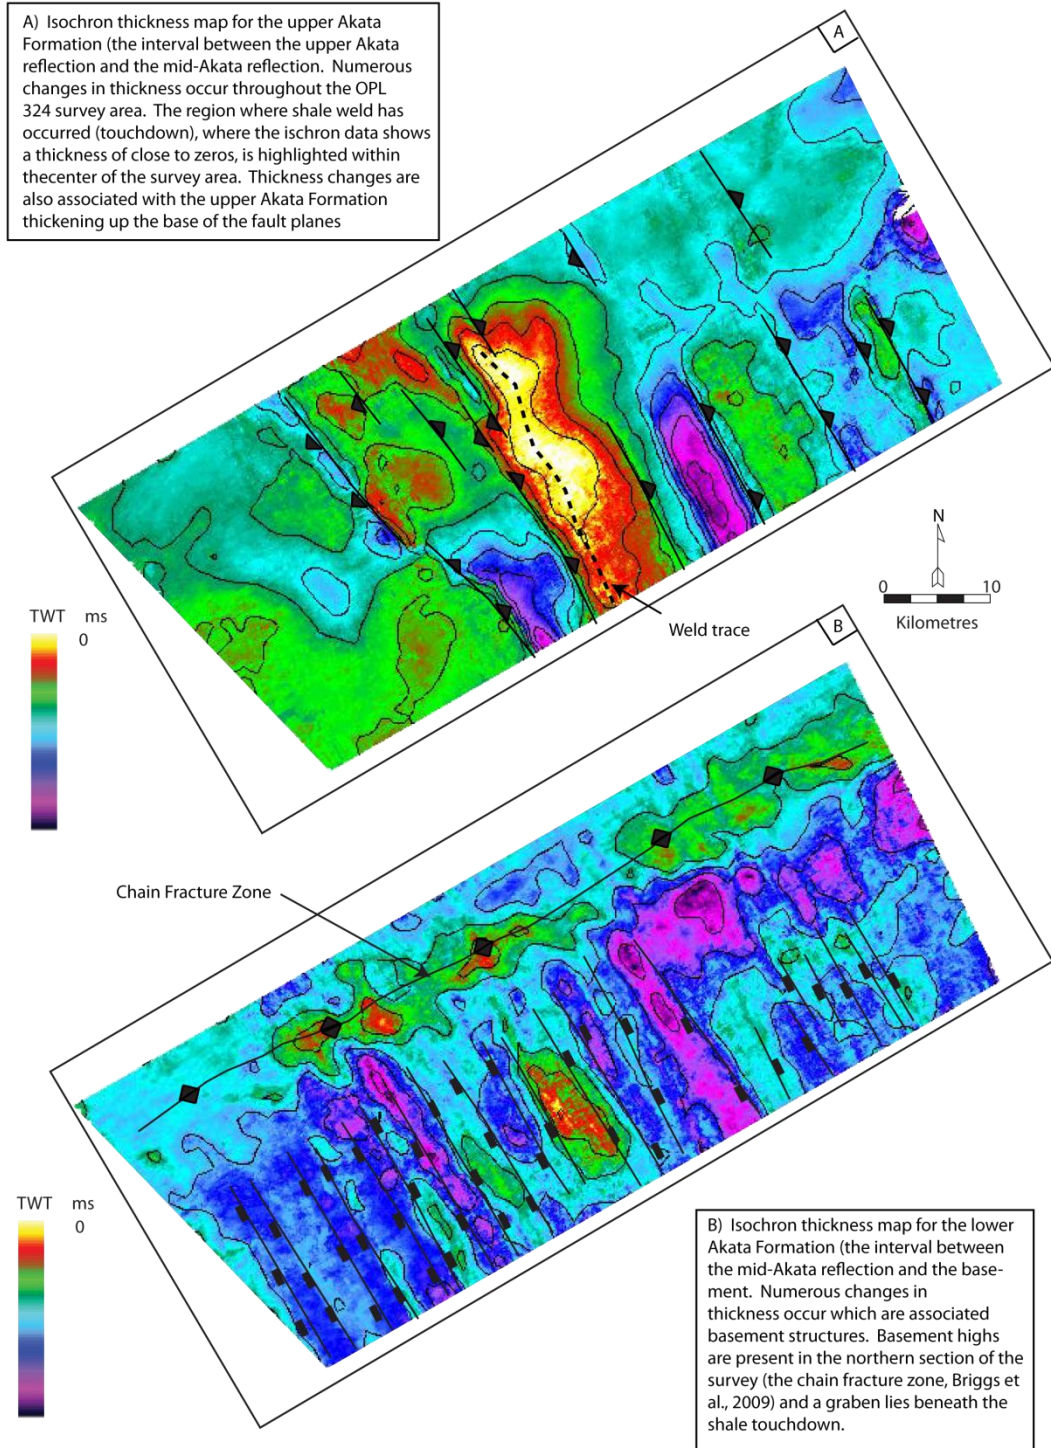 A) Isochron thickness map for the upper Akata
Formation (the interval between the upper Akata
reflection and the mid-Akata reflection. Numerous
changes in thickness occur throughout the OPL
324 survey area. The region where shale weld has
occurred (touchdown), where the ischron data shows
a thickness of close to zeros, is highlighted within
thecenter of the survey area. Thickness changes are
also associated with the upper Akata Formation
thickening up the base of the fault planes
A
N
0 10
Kilometres
TWT ms
0
Weld trace
B
Chain Fracture Zone
TWT ms
0
B) Isochron thickness map for the lower
Akata Formation (the interval between
the mid-Akata reflection and the base-
ment. Numerous changes in
thickness occur which are associated
basement structures. Basement highs
are present in the northern section of the
survey (the chain fracture zone, Briggs et
al., 2009) and a graben lies beneath the
shale touchdown.